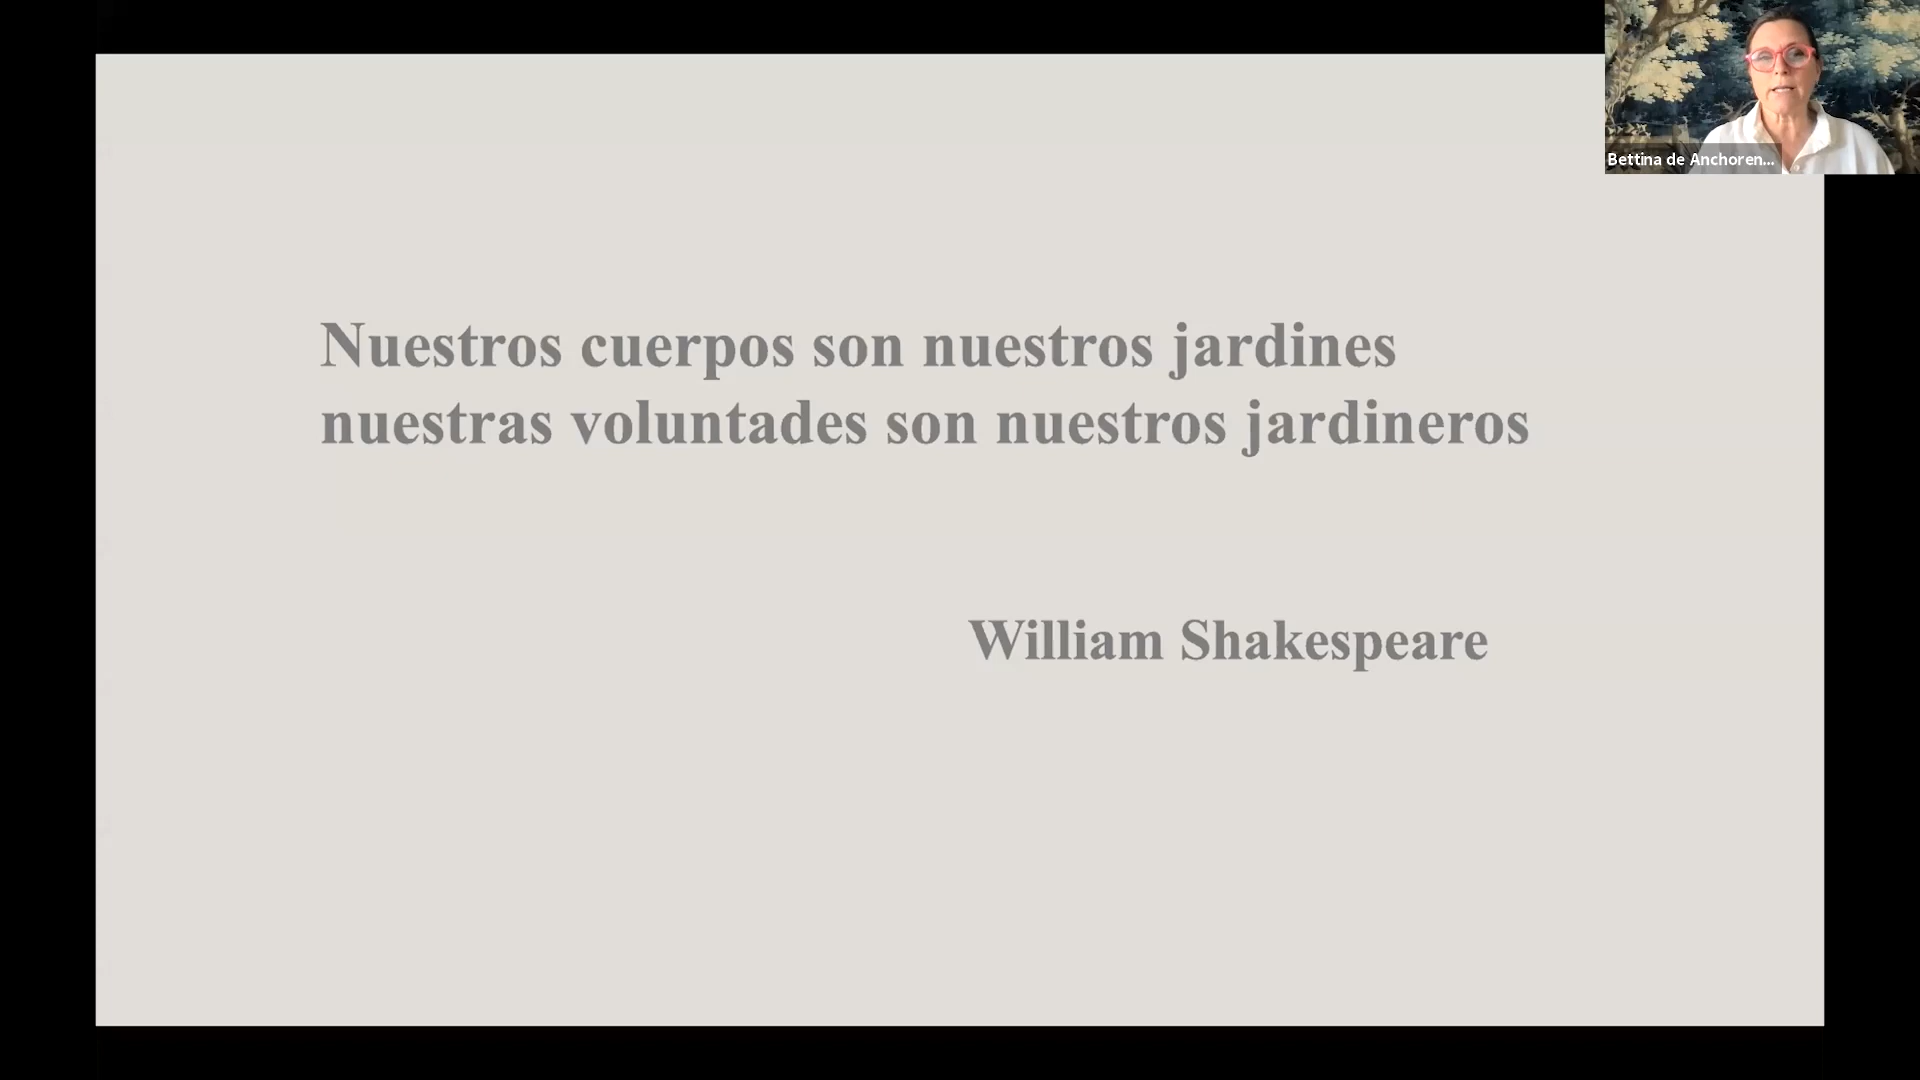 Bettina de Anchoren...
Nuestros cuerpos son nuestros jardines
nuestras voluntades son nuestros jardineros
William Shakespeare